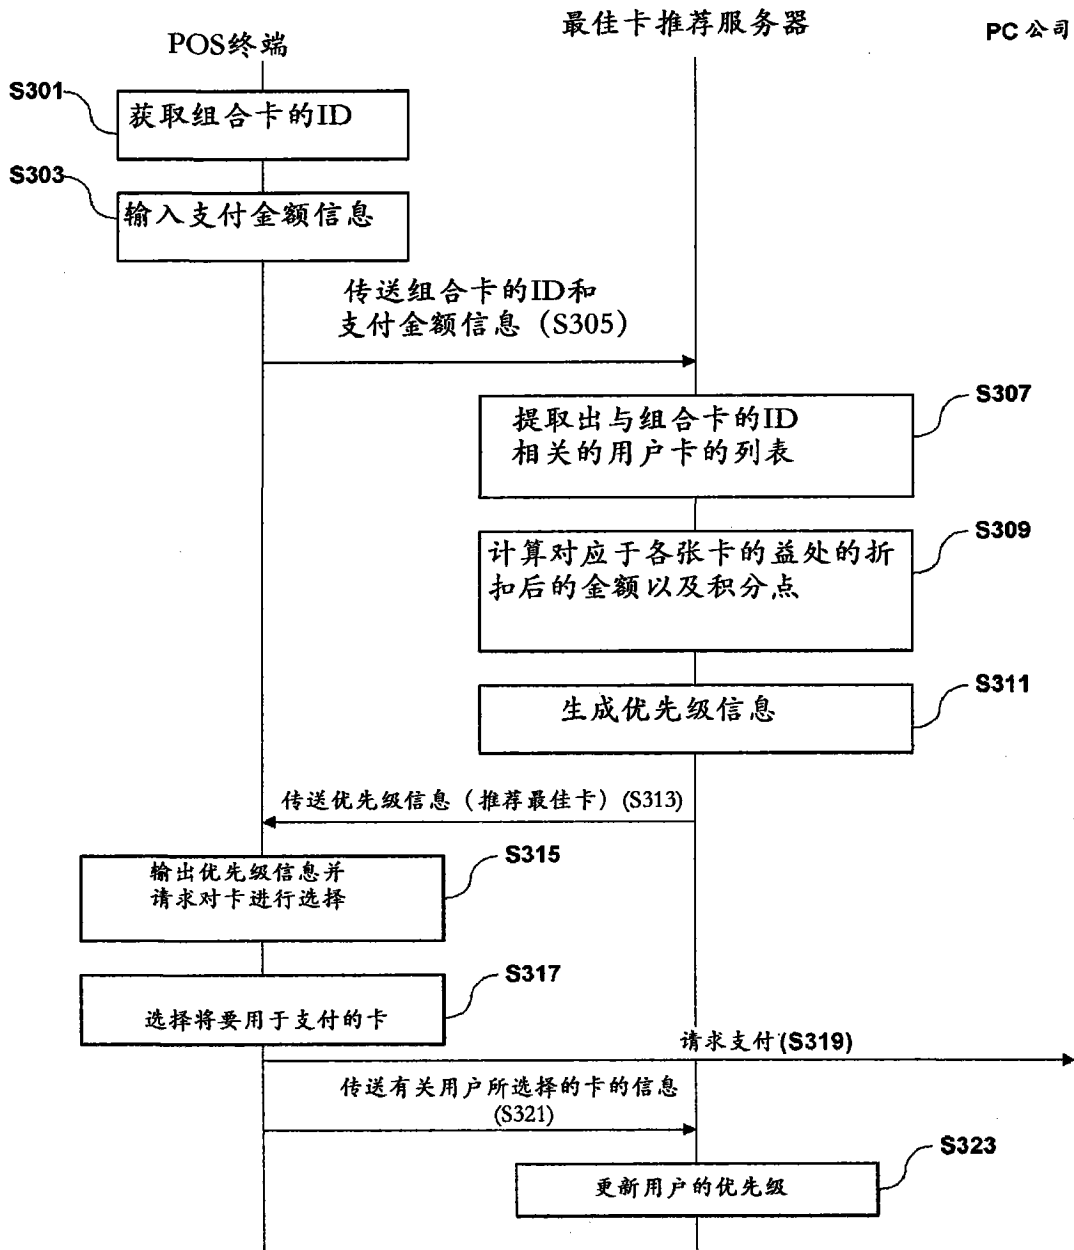 POS终端
最佳卡推荐服务器
PC 公司
S301
获取组合卡的ID
S303
输入支付金额信息
传送组合卡的ID和
支付金额信息（S305）
S307
提取出与组合卡的ID
相关的用户卡的列表
S309
计算对应于各张卡的益处的折
扣后的金额以及积分点
S311
生成优先级信息
传送优先级信息（推荐最佳卡）(S313)
S315
输出优先级信息并
请求对卡进行选择
S317
选择将要用于支付的卡
请求支付(S319)
传送有关用户所选择的卡的信息
(S321)
S323
更新用户的优先级